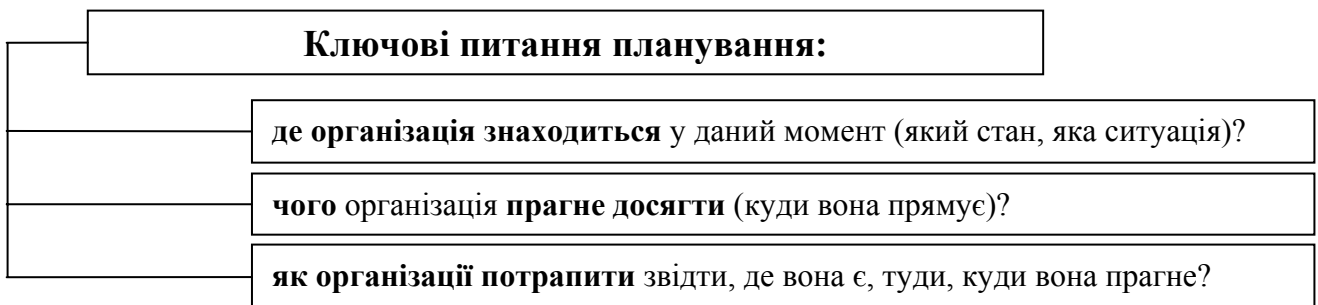 Ключові питання планування:
де організація знаходиться у даний момент (який стан, яка ситуація)?
чого організація прагне досягти (куди вона прямує)?
як організації потрапити звідти, де вона є, туди, куди вона прагне?